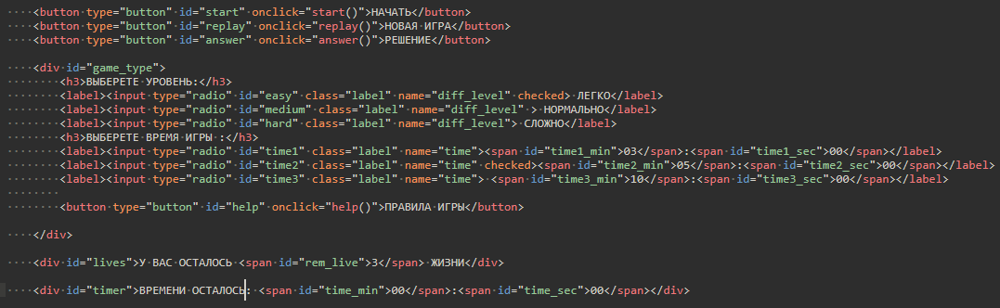 <button type="button" id="start" onclick="start()">НАЧАТЬ</button>
<button type="button" id="replay" onclick="replay()">НОВАЯ ИГРА</button>
<button type="button" id="answer" onclick="answer()">РЕШЕНИЕ</button>
<div id="game_type">
<h3>ВЫБЕРЕТЕ УРОВЕНЬ:</h3>
<label><input type="radio" id="easy" class="label" name="diff_level" checked> ЛЕГКО</label>
<label><input type="radio" id="medium" class="label" name="diff_level" > НОРМАЛЬНО</label>
<label><input type="radio" id="hard" class="label" name="diff_level"> СЛОЖНО</label>
<h3>ВЫБЕРЕТЕ ВРЕМЯ ИГРЫ :</h3>
<label><input type="radio" id="time1" class="label" name="time"><span id="time1_min">03</span>:<span id="time1_sec">00</span></label>
<label><input type="radio" id="time2" class="label" name="time" checked><span id="time2_min">05</span>:<span id="time2_sec">00</span></label>
<label><input type="radio" id="time3" class="label" name="time"> <span id="time3_min">10</span>:<span id="time3_sec">00</span></label>
<button type="button" id="help" onclick="help()">ПРАВИЛА ИГРЫ</button>
</div>
<div id="lives">У ВАС ОСТАЛОСЬ <span id="rem_live">3</span> ЖИЗНИ</div>
<div id="timer">ВРЕМЕНИ ОСТАЛОСЬ: <span id="time_min">00</span>:<span id="time_sec">00</span></div>